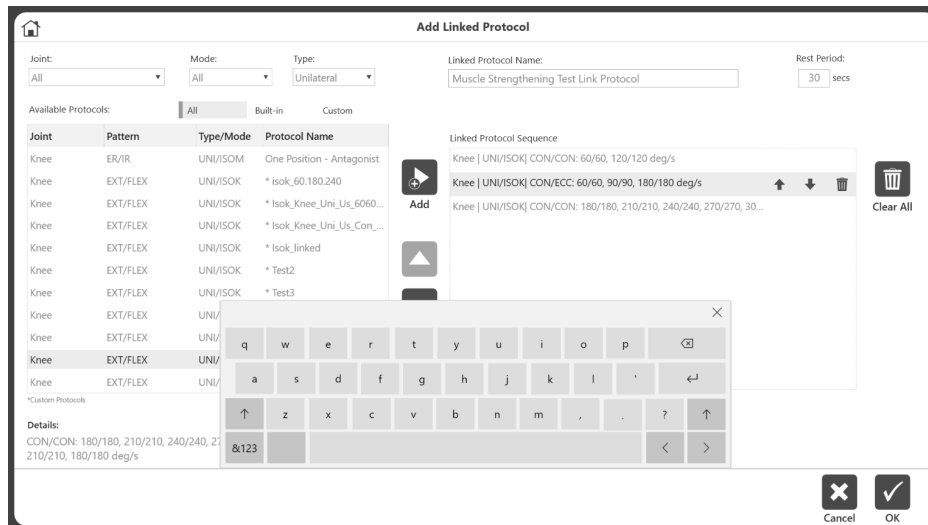 Add Linked Protocol
Joint:
All
Mode:
All
Type:
Unilateral
Linked Protocol Name:
Muscle Strengthening Test Link Protocol
Rest Period:
30 secs
Available Protocols:
All Built-in Custom
Joint Pattern Type/Mode Protocol Name
Knee ER/IR UNI/ISOM One Position - Antagonist
Knee EXT/FLEX UNI/ISOK * isok_60.180.240
Knee EXT/FLEX UNI/ISOK * Isok_Knee_Uni_Us_6060...
Knee EXT/FLEX UNI/ISOK * Isok_Knee_Uni_Us_Con_...
Knee EXT/FLEX UNI/ISOK * Isok_linked
Knee EXT/FLEX UNI/ISOK * Test2
Knee EXT/FLEX UNI/ISOK * Test3
Knee EXT/FLEX UNI/
Knee EXT/FLEX UNI/
Knee EXT/FLEX UNI/
Knee EXT/FLEX UNI/
*Custom Protocols
Details:
CON/CON: 180/180, 210/210, 240/240, 27
210/210, 180/180 deg/s
Add
Linked Protocol Sequence
Knee | UNI/ISOK| CON/CON: 60/60, 120/120 deg/s
Knee | UNI/ISOK| CON/ECC: 60/60, 90/90, 180/180 deg/s
Knee | UNI/ISOK| CON/CON: 180/180, 210/210, 240/240, 270/270, 30...
Clear All
q w e r t y u i o p
a s d f g h j k l '
z x c v b n m , . ?
&123 < >
Cancel OK